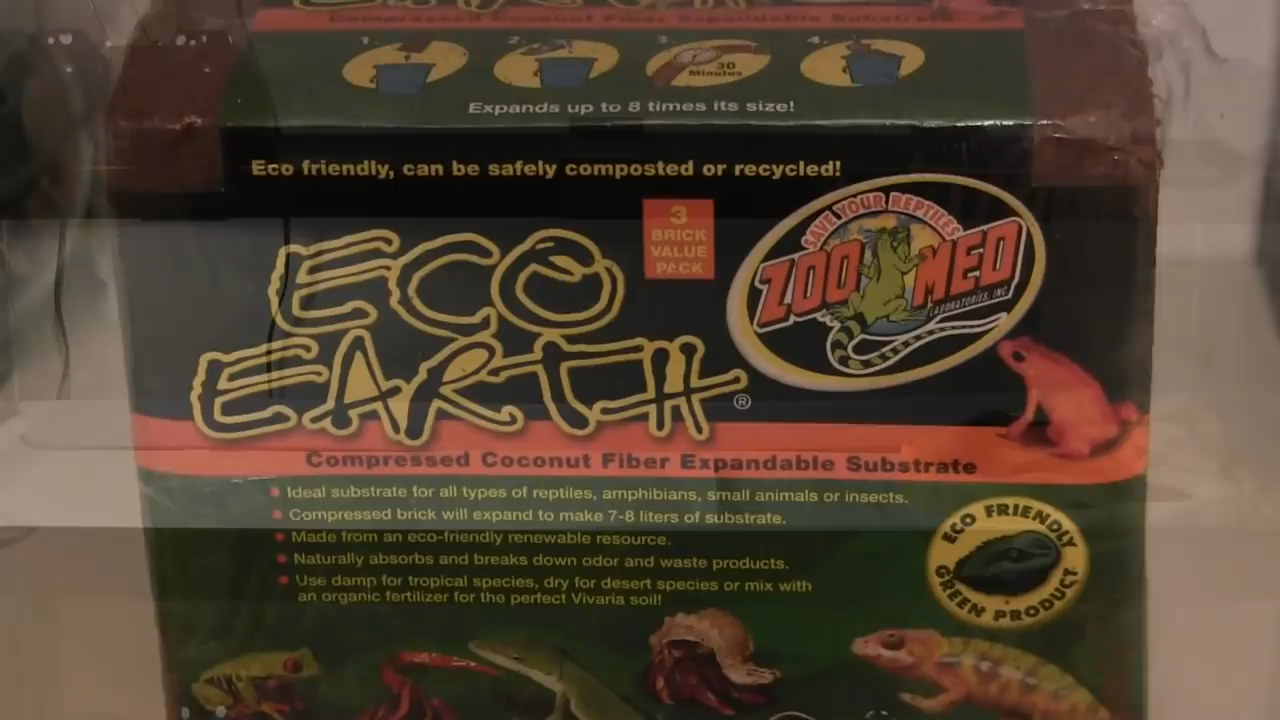 Compressed Coconut Fiber Expandable Substrate
1. 2. 3. 4.
30
Minutes
Expands up to 8 times its size!
Eco friendly, can be safely composted or recycled!
3
BRICK
VALUE
PACK
SAVE YOUR REPTILES
ZOO MED
LABORATORIES, INC.
ECO
EARTH®
Compressed Coconut Fiber Expandable Substrate
• Ideal substrate for all types of reptiles, amphibians, small animals or insects.
• Compressed brick will expand to make 7-8 liters of substrate.
• Made from an eco-friendly renewable resource.
• Naturally absorbs and breaks down odor and waste products.
• Use damp for tropical species, dry for desert species or mix with
an organic fertilizer for the perfect Vivaria soil!
ECO FRIENDLY
GREEN PRODUCT